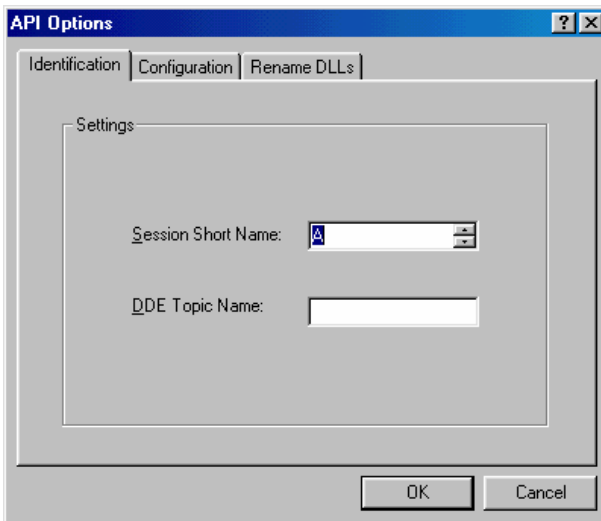 API Options
Identification Configuration Rename DLLs
Settings
Session Short Name: A
DDE Topic Name:
OK Cancel